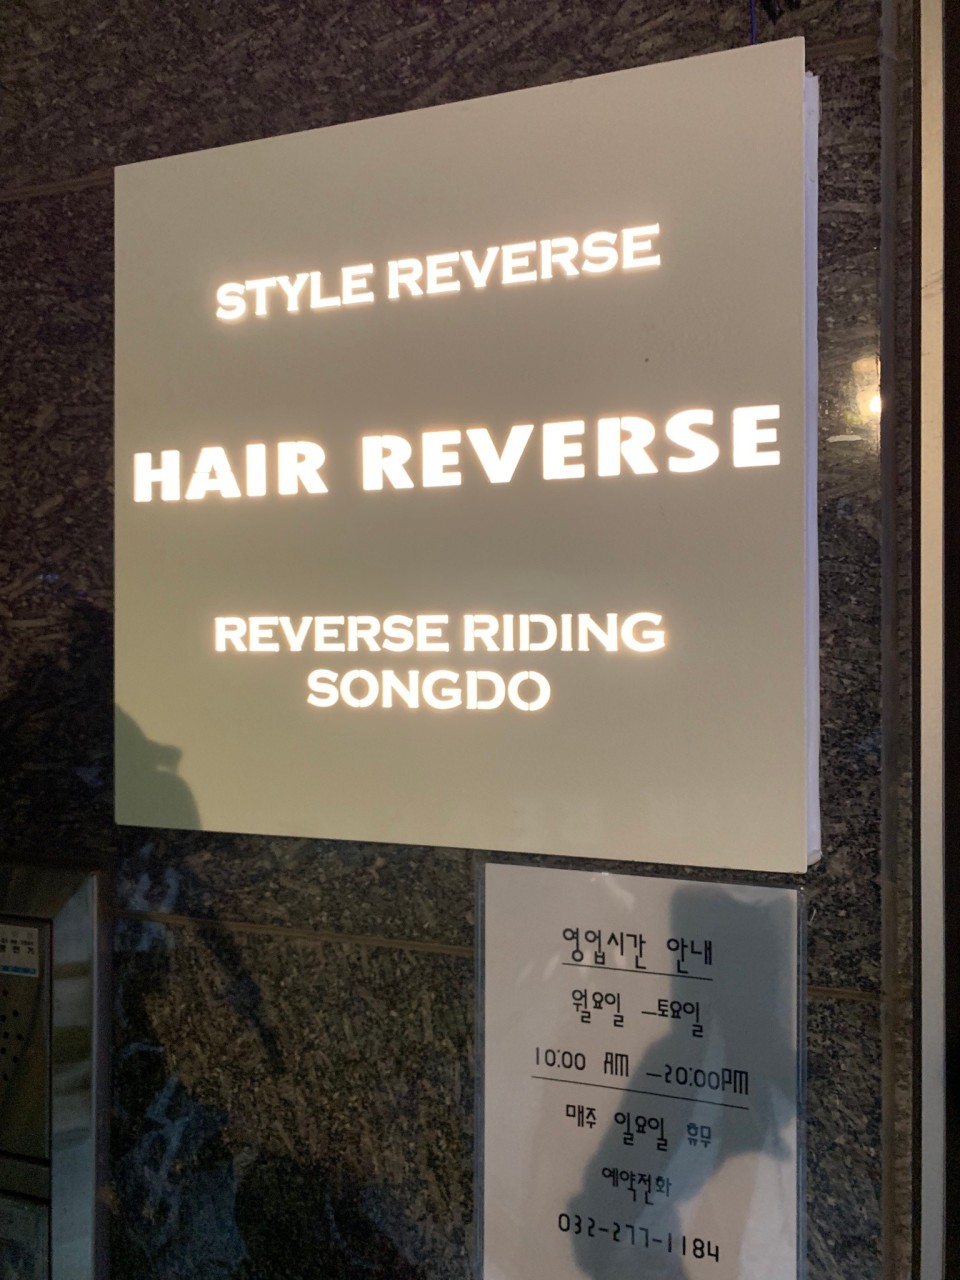 STYLE REVERSE
HAIR REVERSE
REVERSE RIDING
SONGDO
영업시간 안내
월요일 -토요일
10:00 AM -20:00PM
매주 일요일 휴무
예약전화
032-277-1184